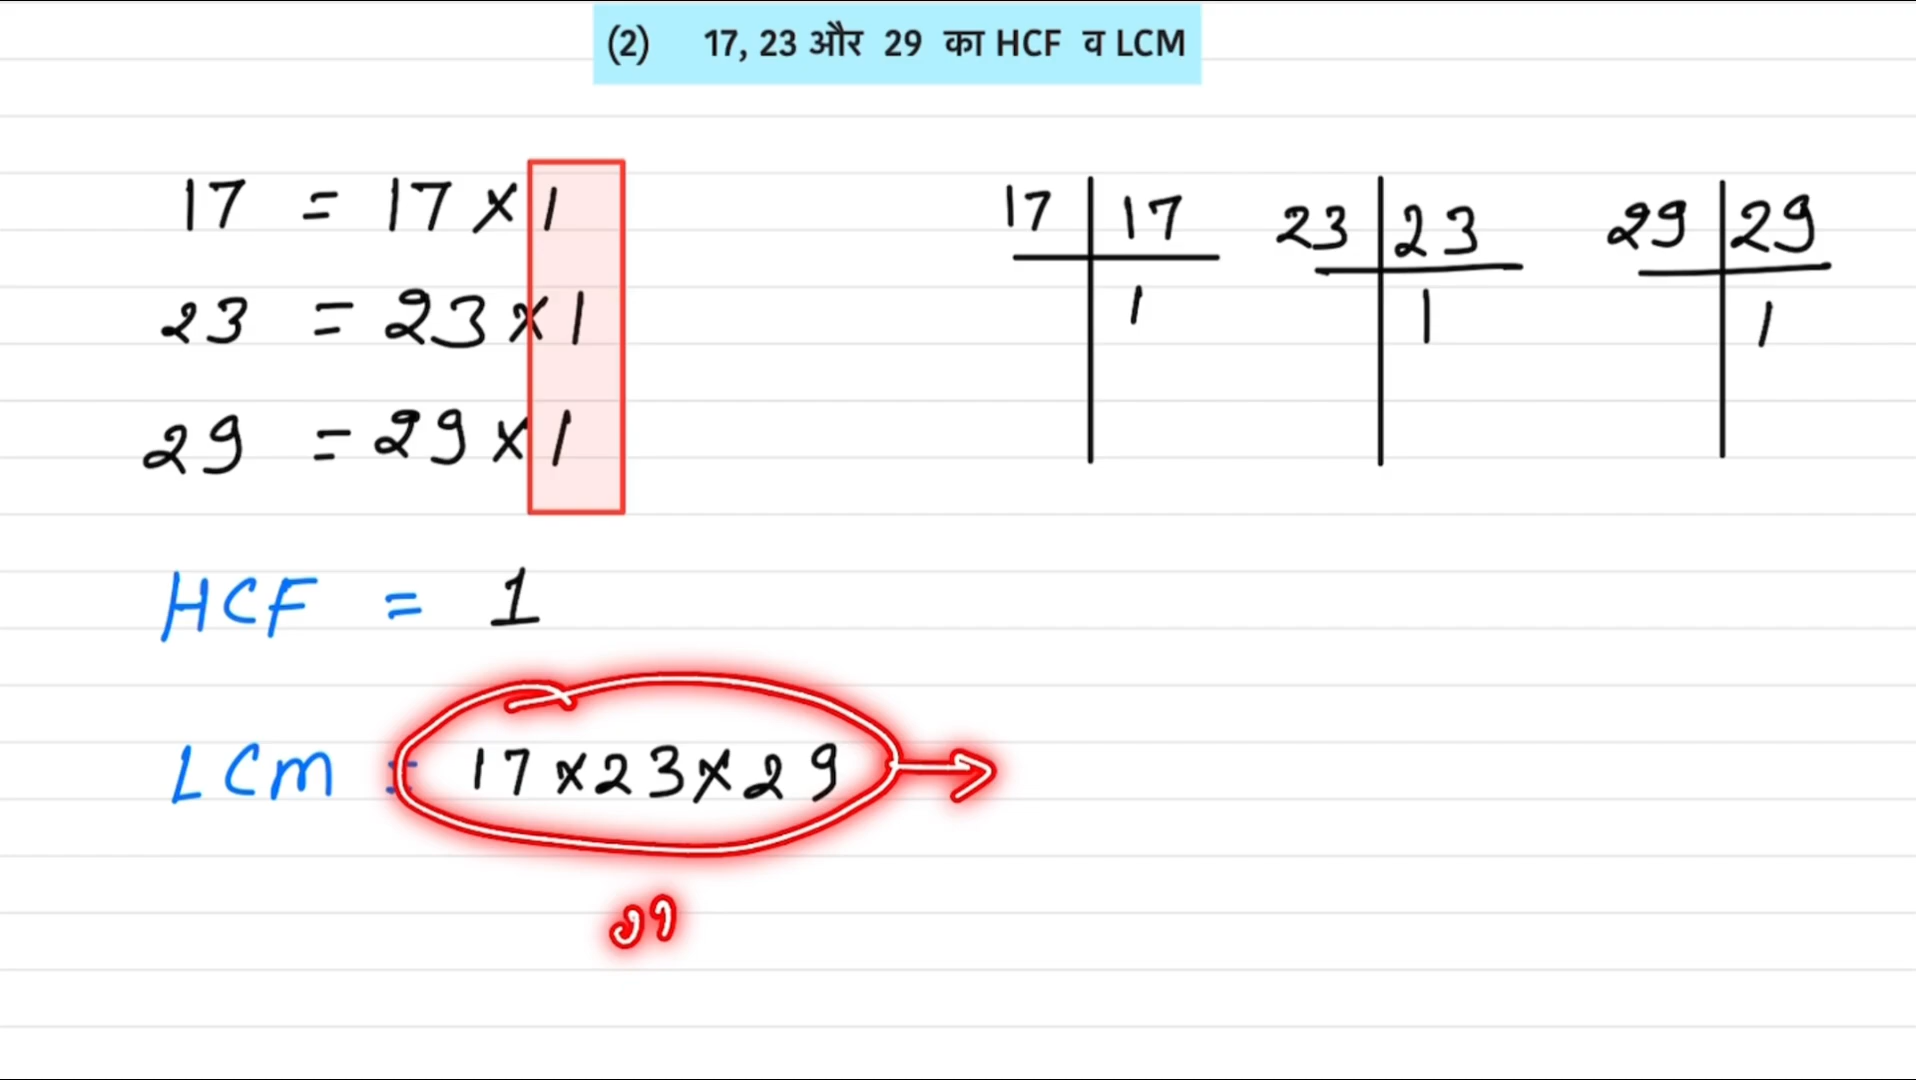 (2) 17, 23 और 29 का HCF व LCM
17 = 17 × 1
23 = 23 × 1
29 = 29 × 1
17 | 17
1
23 | 23
1
29 | 29
1
HCF = 1
LCM = 17×23×29